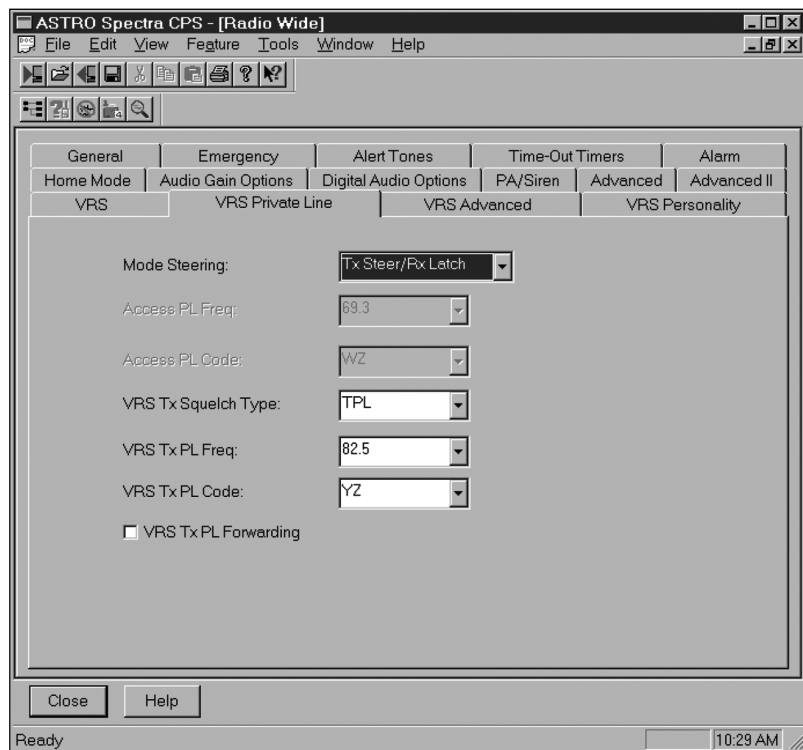 ASTRO Spectra CPS - [Radio Wide]
File Edit View Feature Tools Window Help
General Emergency Alert Tones Time-Out Timers Alarm
Home Mode Audio Gain Options Digital Audio Options PA/Siren Advanced Advanced II
VRS VRS Private Line VRS Advanced VRS Personality
Mode Steering: Tx Steer/Rx Latch
Access PL Freq: 69.3
Access PL Code: WZ
VRS Tx Squelch Type: TPL
VRS Tx PL Freq: 82.5
VRS Tx PL Code: YZ
VRS Tx PL Forwarding
Close Help
Ready 10:29 AM